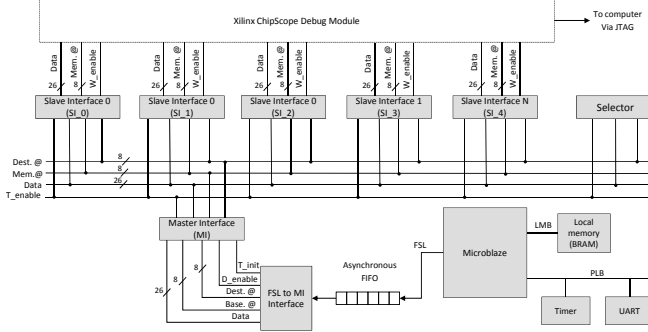 Xilinx ChipScope Debug Module
To computer
Via JTAG
Data
Mem. @
W_enable
26
8
Data
Mem. @
W_enable
26
8
Data
Mem. @
W_enable
26
8
Data
Mem. @
W_enable
26
8
Data
Mem. @
W_enable
26
8
Slave Interface 0
(SI_0)
Slave Interface 0
(SI_1)
Slave Interface 0
(SI_2)
Slave Interface 1
(SI_3)
Slave Interface N
(SI_4)
Selector
Dest. @
8
Mem.@
8
Data
26
T_enable
Master Interface
(MI)
26
8
8
T_init
D_enable
Dest. @
Base. @
Data
FSL to MI
Interface
Asynchronous
FIFO
FSL
Microblaze
LMB
Local
memory
(BRAM)
PLB
Timer
UART